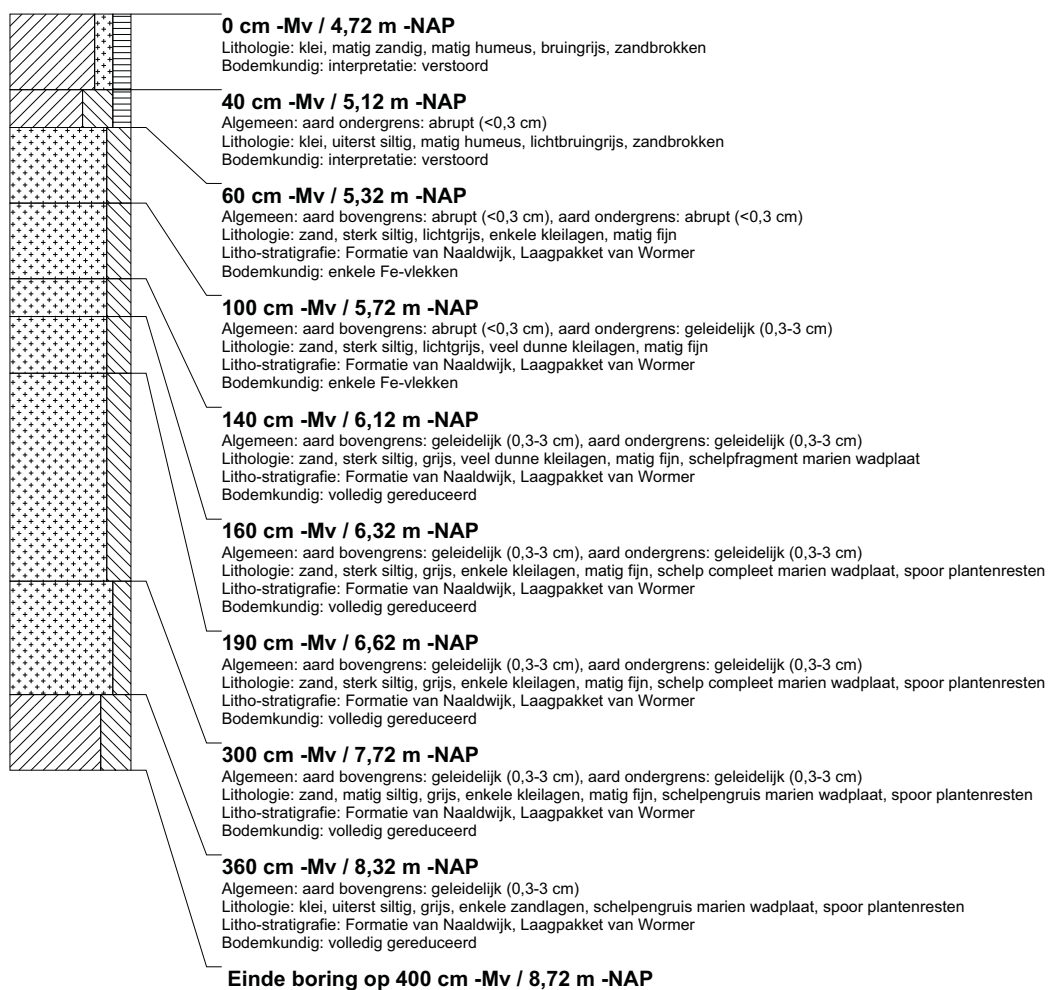 0 cm -Mv / 4,72 m -NAP
Lithologie: klei, matig zandig, matig humeus, bruingrijs, zandbrokken
Bodemkundig: interpretatie: verstoord
40 cm -Mv / 5,12 m -NAP
Algemeen: aard ondergrens: abrupt (<0,3 cm)
Lithologie: klei, uiterst siltig, matig humeus, lichtbruingrijs, zandbrokken
Bodemkundig: interpretatie: verstoord
60 cm -Mv / 5,32 m -NAP
Algemeen: aard bovengrens: abrupt (<0,3 cm), aard ondergrens: abrupt (<0,3 cm)
Lithologie: zand, sterk siltig, lichtgrijs, enkele kleilagen, matig fijn
Litho-stratigrafie: Formatie van Naaldwijk, Laagpakket van Wormer
Bodemkundig: enkele Fe-vlekken
100 cm -Mv / 5,72 m -NAP
Algemeen: aard bovengrens: abrupt (<0,3 cm), aard ondergrens: geleidelijk (0,3-3 cm)
Lithologie: zand, sterk siltig, lichtgrijs, veel dunne kleilagen, matig fijn
Litho-stratigrafie: Formatie van Naaldwijk, Laagpakket van Wormer
Bodemkundig: enkele Fe-vlekken
140 cm -Mv / 6,12 m -NAP
Algemeen: aard bovengrens: geleidelijk (0,3-3 cm), aard ondergrens: geleidelijk (0,3-3 cm)
Lithologie: zand, sterk siltig, grijs, veel dunne kleilagen, matig fijn, schelpfragment marien wadplaat
Litho-stratigrafie: Formatie van Naaldwijk, Laagpakket van Wormer
Bodemkundig: volledig gereduceerd
160 cm -Mv / 6,32 m -NAP
Algemeen: aard bovengrens: geleidelijk (0,3-3 cm), aard ondergrens: geleidelijk (0,3-3 cm)
Lithologie: zand, sterk siltig, grijs, enkele kleilagen, matig fijn, schelp compleet marien wadplaat, spoor plantenresten
Litho-stratigrafie: Formatie van Naaldwijk, Laagpakket van Wormer
Bodemkundig: volledig gereduceerd
190 cm -Mv / 6,62 m -NAP
Algemeen: aard bovengrens: geleidelijk (0,3-3 cm), aard ondergrens: geleidelijk (0,3-3 cm)
Lithologie: zand, sterk siltig, grijs, enkele kleilagen, matig fijn, schelp compleet marien wadplaat, spoor plantenresten
Litho-stratigrafie: Formatie van Naaldwijk, Laagpakket van Wormer
Bodemkundig: volledig gereduceerd
300 cm -Mv / 7,72 m -NAP
Algemeen: aard bovengrens: geleidelijk (0,3-3 cm), aard ondergrens: geleidelijk (0,3-3 cm)
Lithologie: zand, matig siltig, grijs, enkele kleilagen, matig fijn, schelpengruis marien wadplaat, spoor plantenresten
Litho-stratigrafie: Formatie van Naaldwijk, Laagpakket van Wormer
Bodemkundig: volledig gereduceerd
360 cm -Mv / 8,32 m -NAP
Algemeen: aard bovengrens: geleidelijk (0,3-3 cm)
Lithologie: klei, uiterst siltig, grijs, enkele zandlagen, schelpengruis marien wadplaat, spoor plantenresten
Litho-stratigrafie: Formatie van Naaldwijk, Laagpakket van Wormer
Bodemkundig: volledig gereduceerd
Einde boring op 400 cm -Mv / 8,72 m -NAP